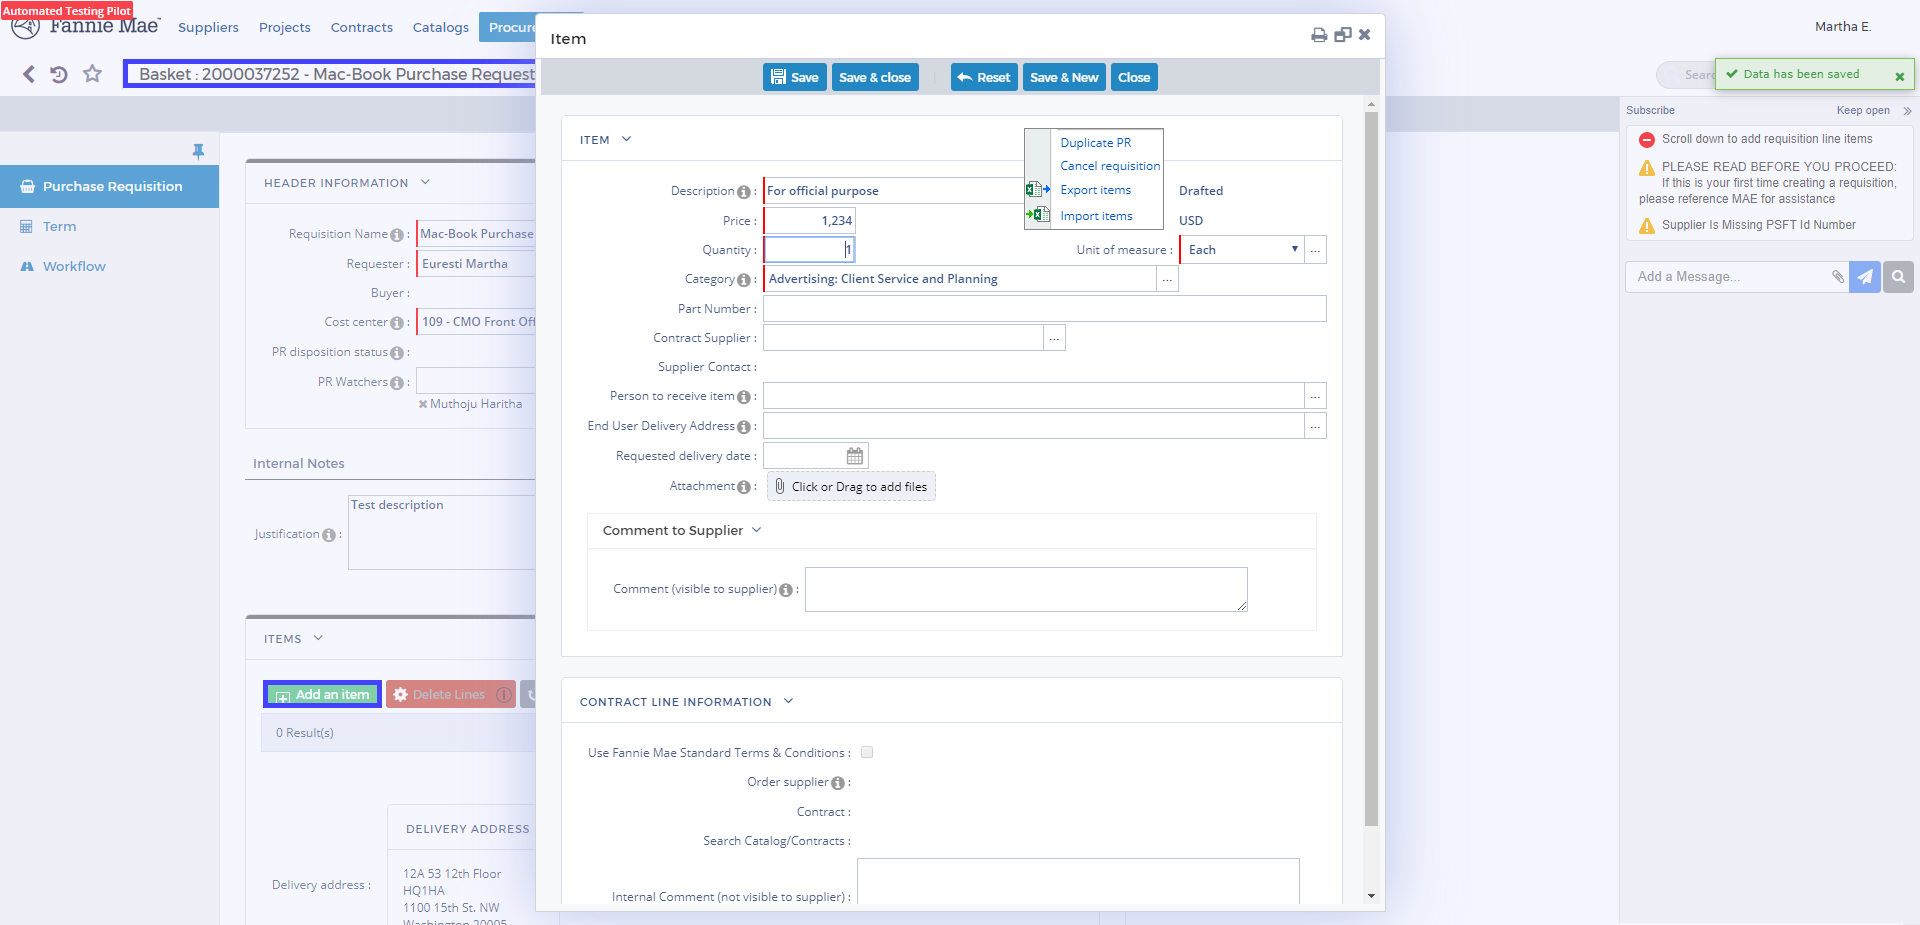 Automated Testing Pilot
Fannie Mae
Suppliers
Projects
Contracts
Catalogs
Martha E.
Basket : 2000037252 - Mac-Book Purchase Request
Data has been saved
Subscribe
Keep open
Scroll down to add requisition line items
PLEASE READ BEFORE YOU PROCEED:
If this is your first time creating a requisition,
please reference MAE for assistance
Supplier Is Missing PSFT Id Number
Add a Message...
Purchase Requisition
Term
Workflow
HEADER INFORMATION
Requisition Name : Mac-Book Purchase
Requester : Euresti Martha
Buyer :
Cost center : 109 - CMO Front
PR disposition status :
PR Watchers :
Muthoju Haritha
Internal Notes
Justification : Test description
ITEMS
Add an item
Delete Lines
0 Result(s)
DELIVERY ADDRESS
Delivery address :
12A 53 12th Floor
HQ1HA
1100 15th St. NW
Washington 20005
Item
Save
Save & close
Reset
Save & New
Close
ITEM
Duplicate PR
Cancel requisition
Export items
Import items
Description : For official purpose
Drafted
Price : 1,234
USD
Quantity : 1
Unit of measure : Each
...
Category : Advertising: Client Service and Planning
...
Part Number :
Contract Supplier :
...
Supplier Contact :
Person to receive item :
...
End User Delivery Address :
...
Requested delivery date :
Attachment : Click or Drag to add files
Comment to Supplier
Comment (visible to supplier) :
CONTRACT LINE INFORMATION
Use Fannie Mae Standard Terms & Conditions :
Order supplier :
Contract :
Search Catalog/Contracts :
Internal Comment (not visible to supplier) :